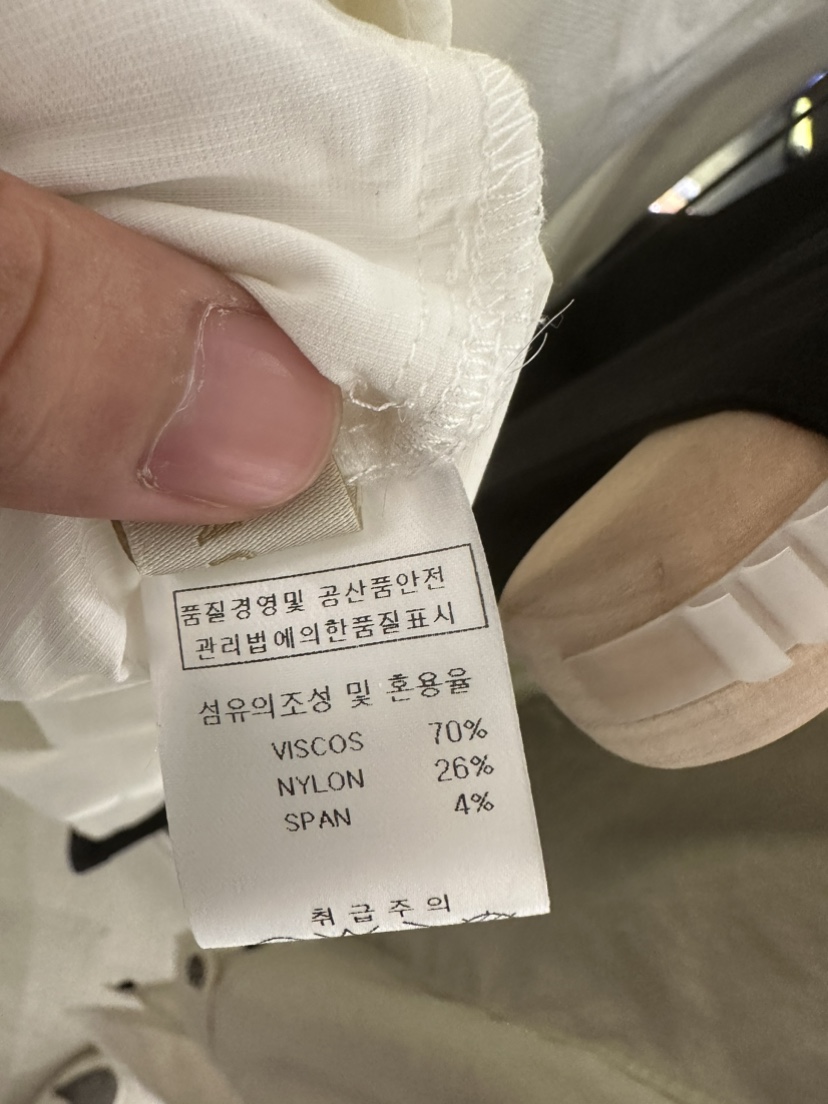 품질경영및 공산품안전
관리법에의한품질표시
섬유의조성 및 혼용율
VISCOS 70%
NYLON 26%
SPAN 4%
취급주의